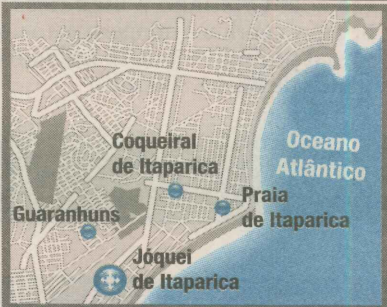 Coqueiral
de Itaparica
Oceano
Atlântico
Guaranhuns
Praia
de Itaparica
Jóquei
de Itaparica